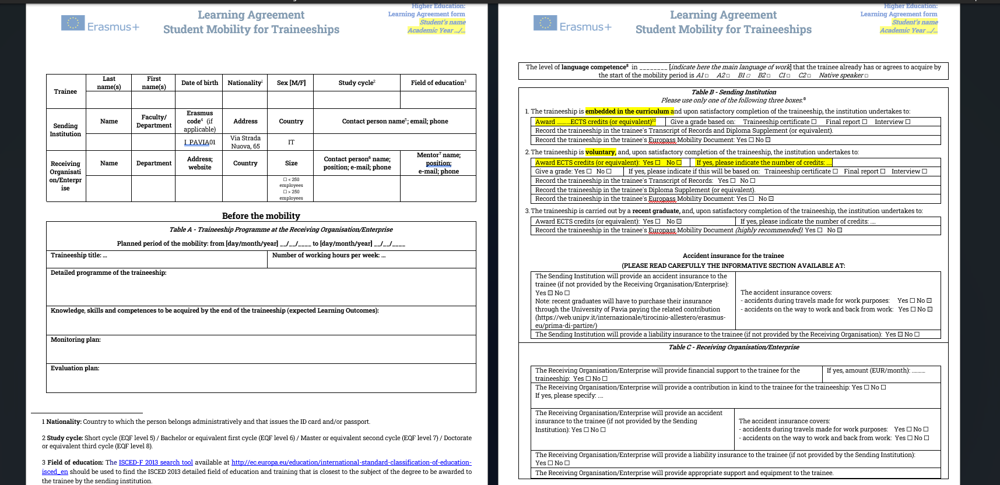 Erasmus+
Learning Agreement
Student Mobility for Traineeships
Higher Education:
Learning Agreement form
Student's name
Academic Year .../...
Trainee
Last name(s)
First name(s)
Date of birth
Nationality1
Sex [M/F]
Study cycle2
Field of education3
Sending Institution
Name
Faculty/ Department
Erasmus code4 (if applicable)
Address
Country
Contact person name5; email; phone
I PAVIA01
Via Strada Nuova, 65
IT
Receiving Organisati on/Enterpr ise
Name
Department
Address; website
Country
Size
Contact person6 name; position; e-mail; phone
Mentor7 name; position; e-mail; phone
☐ < 250 employees
☐ > 250 employees
Before the mobility
Table A - Traineeship Programme at the Receiving Organisation/Enterprise
Planned period of the mobility: from [day/month/year] __/__/____ to [day/month/year] __/__/____
Traineeship title: ...
Number of working hours per week: ...
Detailed programme of the traineeship:
Knowledge, skills and competences to be acquired by the end of the traineeship (expected Learning Outcomes):
Monitoring plan:
Evaluation plan:
1 Nationality: Country to which the person belongs administratively and that issues the ID card and/or passport.
2 Study cycle: Short cycle (EQF level 5) / Bachelor or equivalent first cycle (EQF level 6) / Master or equivalent second cycle (EQF level 7) / Doctorate
or equivalent third cycle (EQF level 8).
3 Field of education: The ISCED-F 2013 search tool available at http://ec.europa.eu/education/international-standard-classification-of-education-
isced_en should be used to find the ISCED 2013 detailed field of education and training that is closest to the subject of the degree to be awarded to
the trainee by the sending institution.
Erasmus+
Learning Agreement
Student Mobility for Traineeships
Higher Education:
Learning Agreement form
Student's name
Academic Year .../...
The level of language competence8 in ________ [indicate here the main language of work] that the trainee already has or agrees to acquire by
the start of the mobility period is A1 ☐ A2 ☐ B1 ☐ B2 ☐ C1 ☐ C2 ☐ Native speaker ☐
Table B - Sending Institution
Please use only one of the following three boxes:9
1. The traineeship is embedded in the curriculum and upon satisfactory completion of the traineeship, the institution undertakes to:
Award ..........ECTS credits (or equivalent)10
Give a grade based on: Traineeship certificate ☐ Final report ☐ Interview ☐
Record the traineeship in the trainee's Transcript of Records and Diploma Supplement (or equivalent).
Record the traineeship in the trainee's Europass Mobility Document: Yes ☐ No ☒
2. The traineeship is voluntary, and, upon satisfactory completion of the traineeship, the institution undertakes to:
Award ECTS credits (or equivalent): Yes ☐ No ☐
If yes, please indicate the number of credits: ....
Give a grade: Yes ☐ No ☐
If yes, please indicate if this will be based on: Traineeship certificate ☐ Final report ☐ Interview ☐
Record the traineeship in the trainee's Transcript of Records: Yes ☐ No ☐
Record the traineeship in the trainee's Diploma Supplement (or equivalent).
Record the traineeship in the trainee's Europass Mobility Document: Yes ☐ No ☒
3. The traineeship is carried out by a recent graduate, and, upon satisfactory completion of the traineeship, the institution undertakes to:
Award ECTS credits (or equivalent): Yes ☐ No ☒
If yes, please indicate the number of credits: ....
Record the traineeship in the trainee's Europass Mobility Document (highly recommended): Yes ☐ No ☒
Accident insurance for the trainee
(PLEASE READ CAREFULLY THE INFORMATIVE SECTION AVAILABLE AT:
The Sending Institution will provide an accident insurance to the
trainee (if not provided by the Receiving Organisation/Enterprise):
Yes ☒ No ☐
Note: recent graduates will have to purchase their insurance
through the University of Pavia paying the related contribution
(https://web.unipv.it/internazionale/tirocinio-allestero/erasmus-
eu/prima-di-partire/)
The accident insurance covers:
- accidents during travels made for work purposes: Yes ☐ No ☒
- accidents on the way to work and back from work: Yes ☐ No ☒
The Sending Institution will provide a liability insurance to the trainee (if not provided by the Receiving Organisation): Yes ☒ No ☐
Table C - Receiving Organisation/Enterprise
The Receiving Organisation/Enterprise will provide financial support to the trainee for the
traineeship: Yes ☐ No ☐
If yes, amount (EUR/month): ..........
The Receiving Organisation/Enterprise will provide a contribution in kind to the trainee for the traineeship: Yes ☐ No ☐
If yes, please specify: ....
The Receiving Organisation/Enterprise will provide an accident
insurance to the trainee (if not provided by the Sending
Institution): Yes ☐ No ☐
The accident insurance covers:
- accidents during travels made for work purposes: Yes ☐ No ☐
- accidents on the way to work and back from work: Yes ☐ No ☐
The Receiving Organisation/Enterprise will provide a liability insurance to the trainee (if not provided by the Sending Institution):
Yes ☐ No ☐
The Receiving Organisation/Enterprise will provide appropriate support and equipment to the trainee.